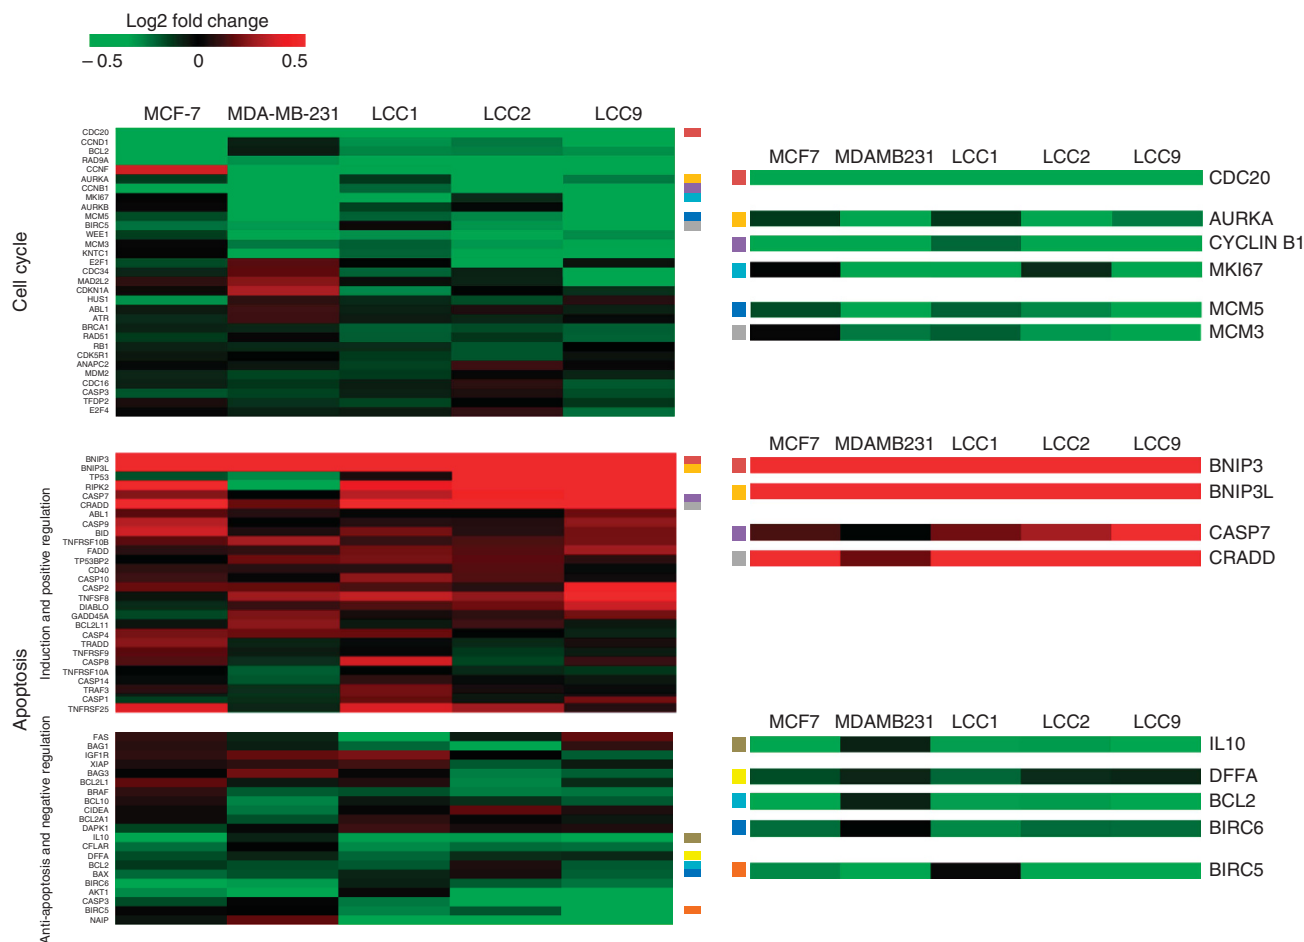 Log2 fold change
– 0.5 0 0.5
MCF-7 MDA-MB-231 LCC1 LCC2 LCC9
Cell cycle
CDC20
CCND1
BCL2
RAD9A
CCNF
AURKA
CCNB1
MKI67
AURKB
MCM5
BIRC5
WEE1
MCM3
KNTC1
E2F1
CDC34
MAD2L2
CDKN1A
HUS1
ABL1
ATR
BRCA1
RAD51
RB1
CDK5R1
ANAPC2
MDM2
CDC16
CASP3
TFDP2
E2F4
MCF7 MDAMB231 LCC1 LCC2 LCC9
CDC20
AURKA
CYCLIN B1
MKI67
MCM5
MCM3
Apoptosis
Induction and positive regulation
BNIP3
BNIP3L
TP53
RIPK2
CASP7
CRADD
ABL1
CASP9
BID
TNFRSF10B
FADD
TP53BP2
CD40
CASP10
CASP2
TNFSF8
DIABLO
GADD45A
BCL2L11
CASP4
TRADD
TNFRSF9
CASP8
TNFRSF10A
CASP14
TRAF3
CASP1
TNFRSF25
MCF7 MDAMB231 LCC1 LCC2 LCC9
BNIP3
BNIP3L
CASP7
CRADD
Anti-apoptosis and negative regulation
FAS
BAG1
IGF1R
XIAP
BAG3
BCL2L1
BRAF
BCL10
CIDEA
BCL2A1
DAPK1
IL10
CFLAR
DFFA
BCL2
BAX
BIRC6
AKT1
CASP3
BIRC5
NAIP
MCF7 MDAMB231 LCC1 LCC2 LCC9
IL10
DFFA
BCL2
BIRC6
BIRC5